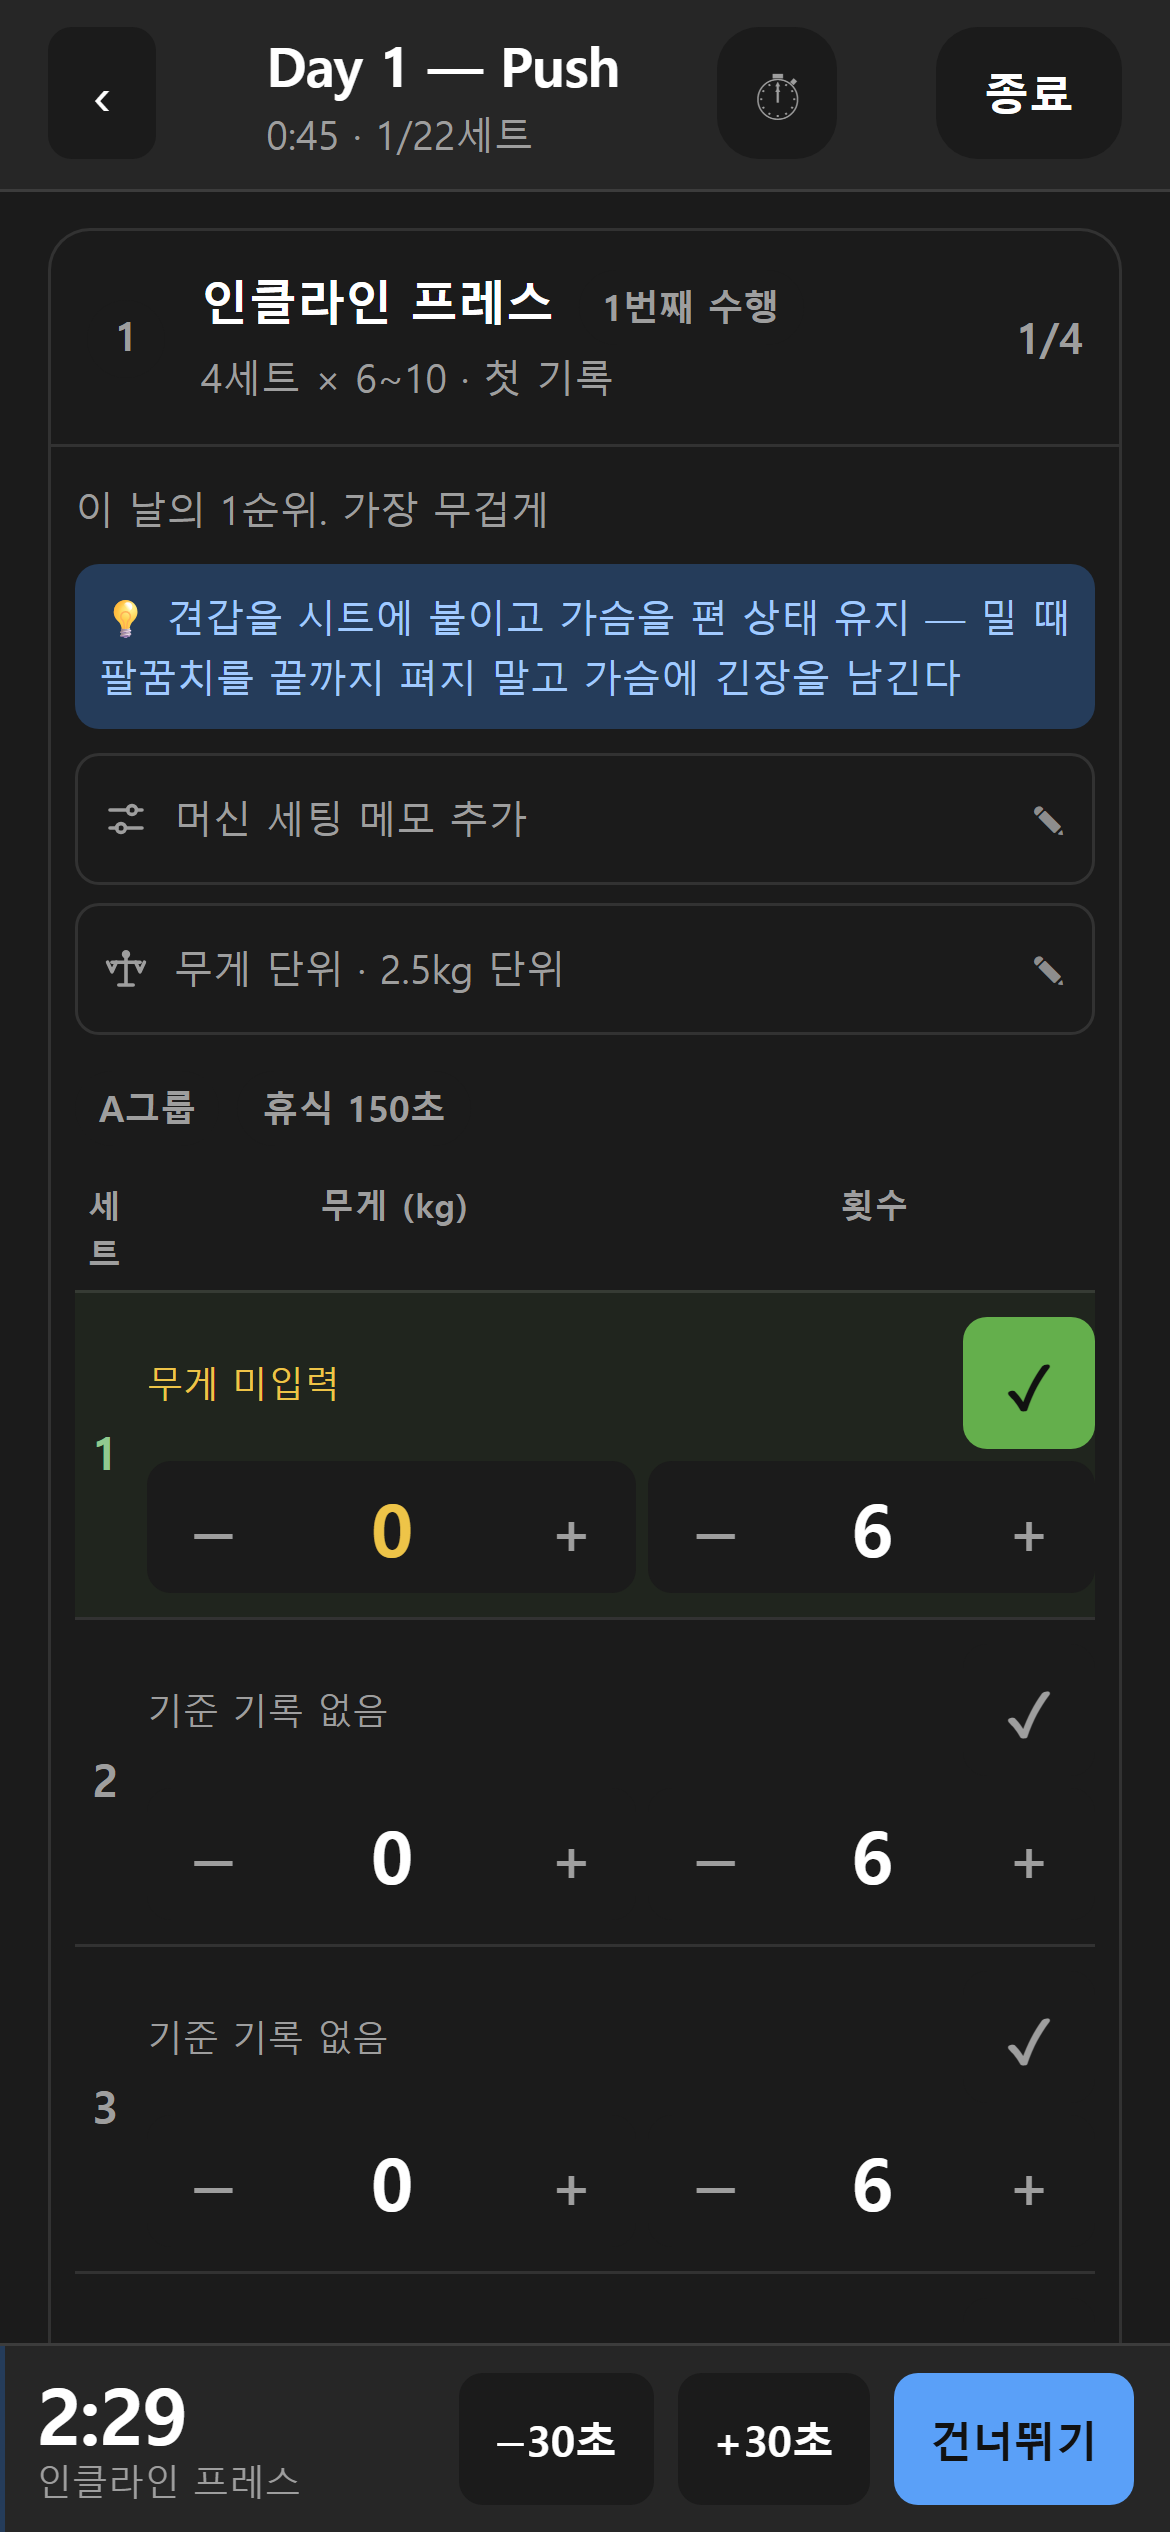 ‹
Day 1 — Push
0:45 · 1/22세트
종료
1
인클라인 프레스 1번째 수행
4세트 × 6~10 · 첫 기록
1/4
이 날의 1순위. 가장 무겁게
💡 견갑을 시트에 붙이고 가슴을 편 상태 유지 — 밀 때
팔꿈치를 끝까지 펴지 말고 가슴에 긴장을 남긴다
머신 세팅 메모 추가
무게 단위 · 2.5kg 단위
A그룹 휴식 150초
세트 무게 (kg) 횟수
무게 미입력 ✓
1
− 0 + − 6 +
기준 기록 없음 ✓
2
− 0 + − 6 +
기준 기록 없음 ✓
3
− 0 + − 6 +
2:29
인클라인 프레스
−30초
+30초
건너뛰기